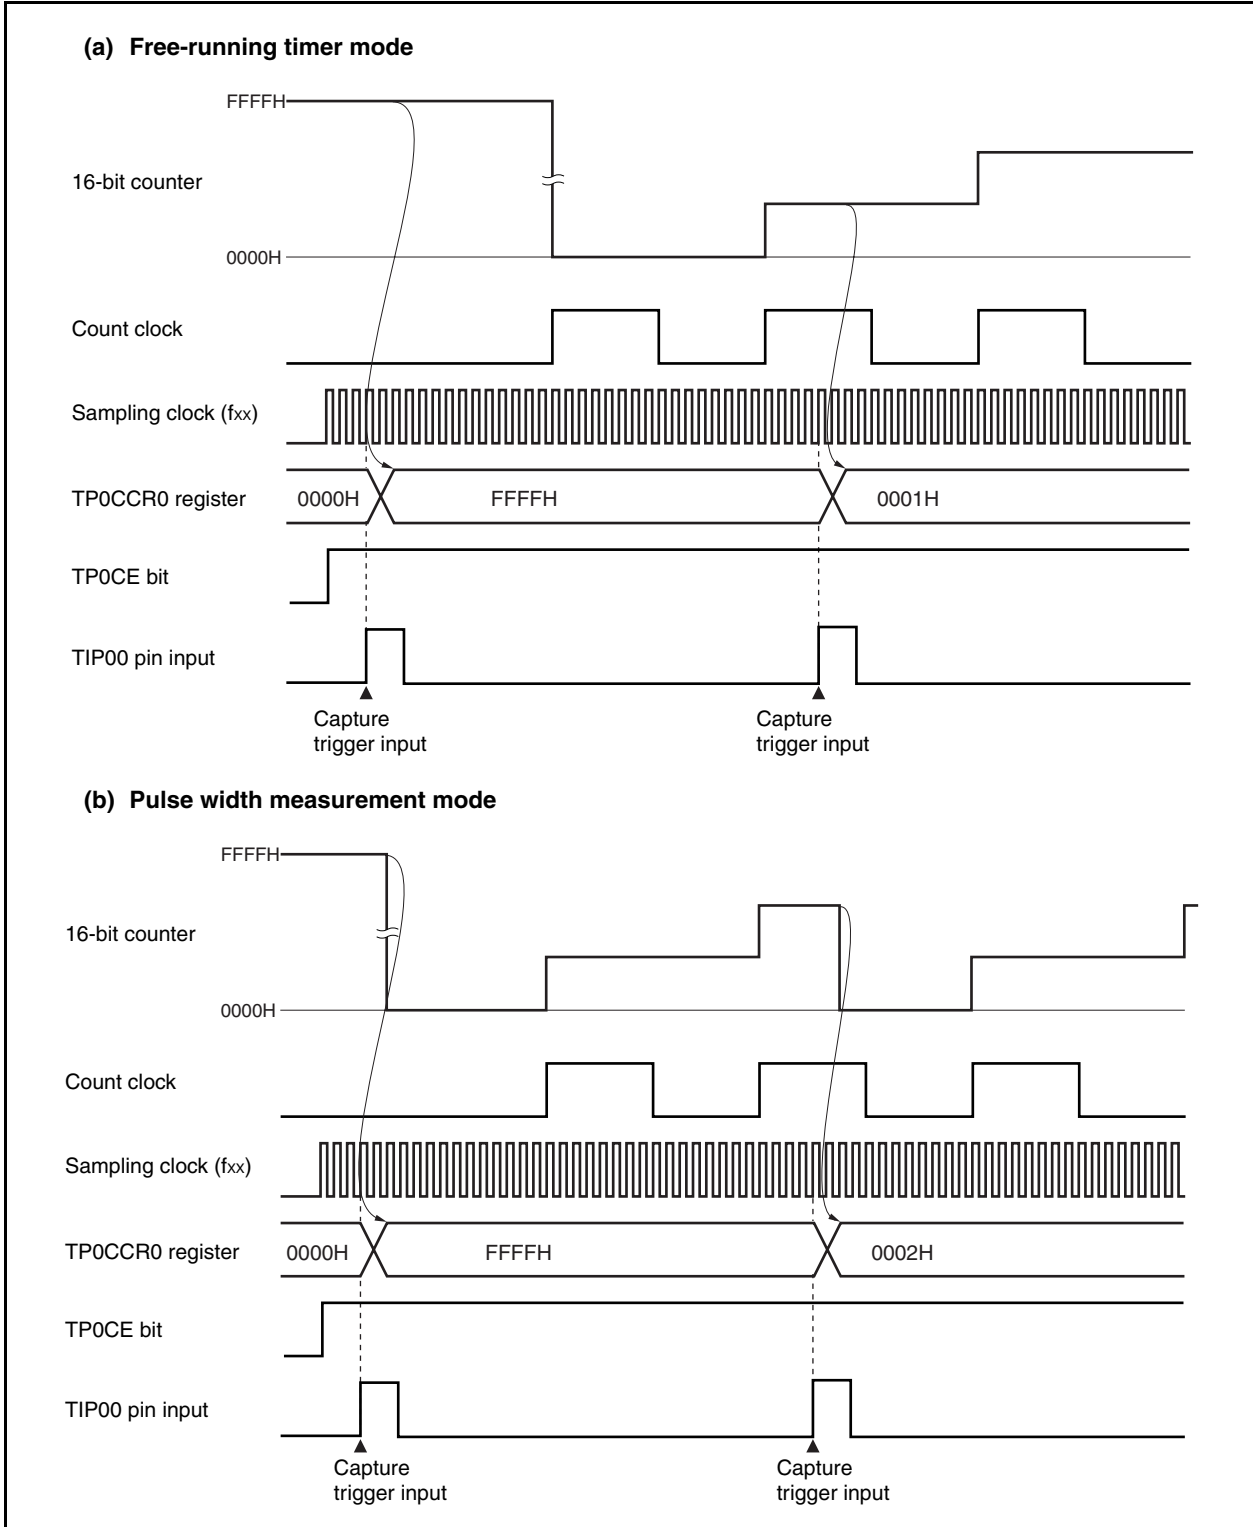 (a) Free-running timer mode
FFFFH
16-bit counter
0000H
Count clock
Sampling clock (fxx)
TP0CCR0 register 0000H FFFFH 0001H
TP0CE bit
TIP00 pin input
Capture trigger input
Capture trigger input
(b) Pulse width measurement mode
FFFFH
16-bit counter
0000H
Count clock
Sampling clock (fxx)
TP0CCR0 register 0000H FFFFH 0002H
TP0CE bit
TIP00 pin input
Capture trigger input
Capture trigger input